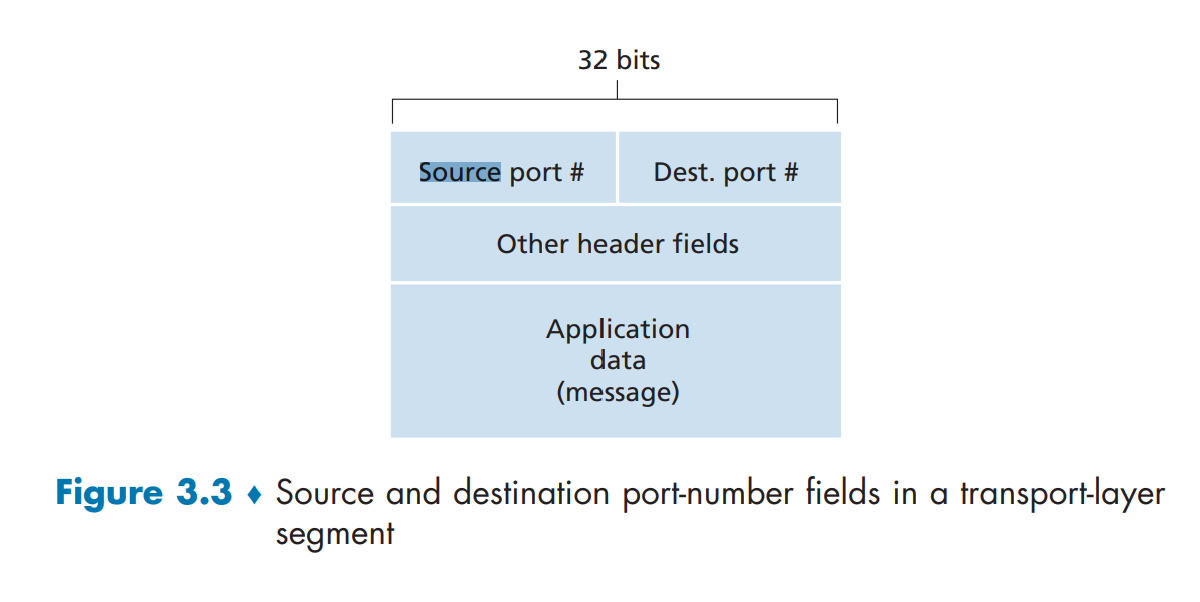 32 bits
Source port #
Dest. port #
Other header fields
Application
data
(message)
Figure 3.3 ♦ Source and destination port-number fields in a transport-layer
segment